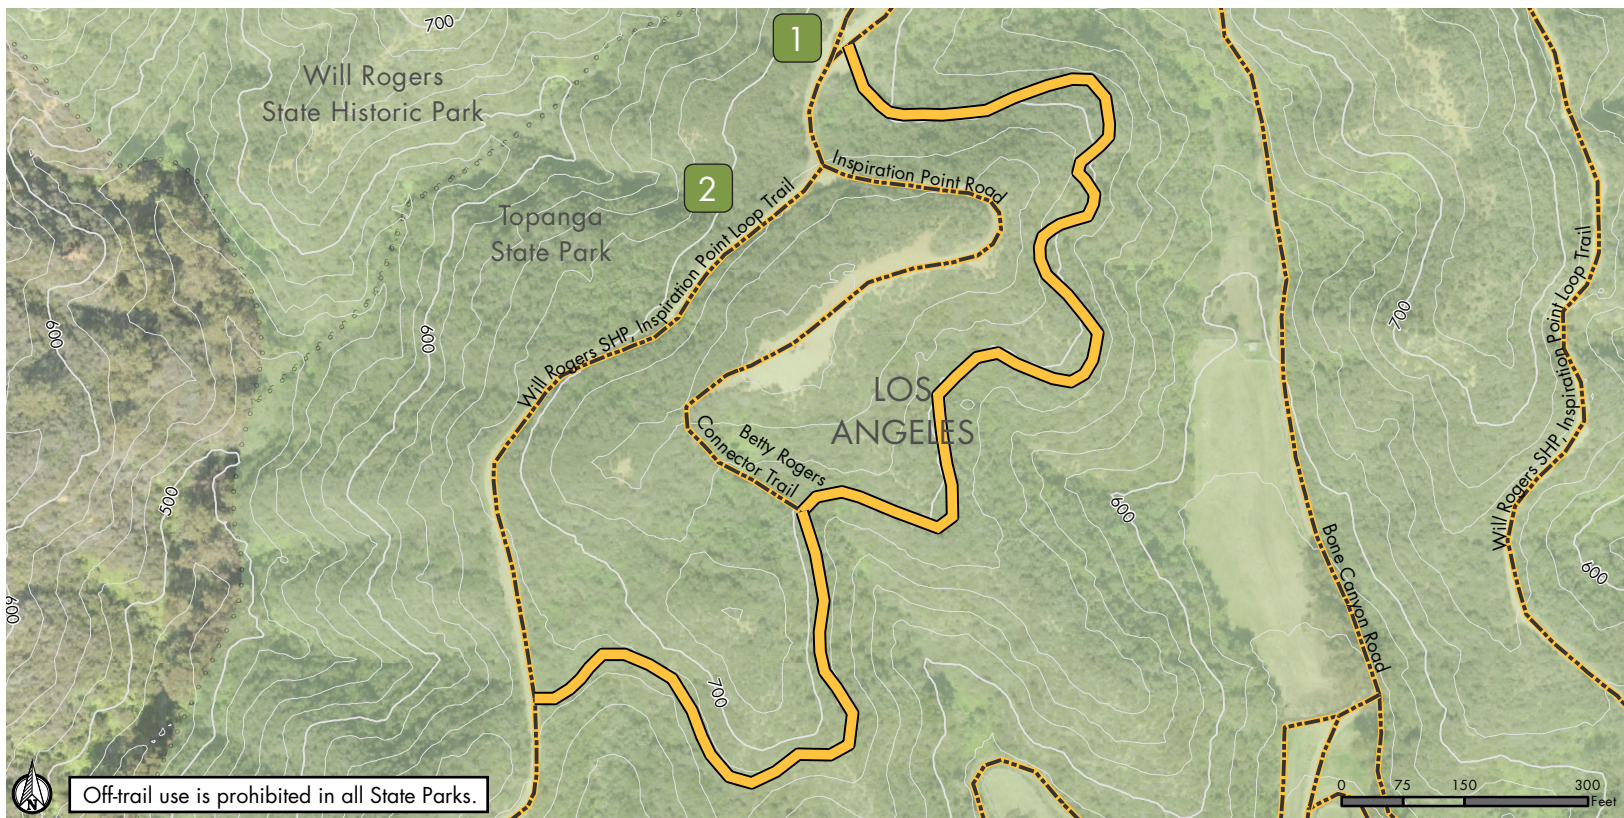 700
1
Will Rogers
State Historic Park
Inspiration Point Road
2
Topanga
State Park
Will Rogers SHP, Inspiration Point Loop Trail
600
600
700
Will Rogers SHP, Inspiration Point Loop Trail
LOS
ANGELES
Betty Rogers
Connector Trail
500
600
Bone Canyon Road
600
600
700
N
Off-trail use is prohibited in all State Parks.
0 75 150 300
Feet